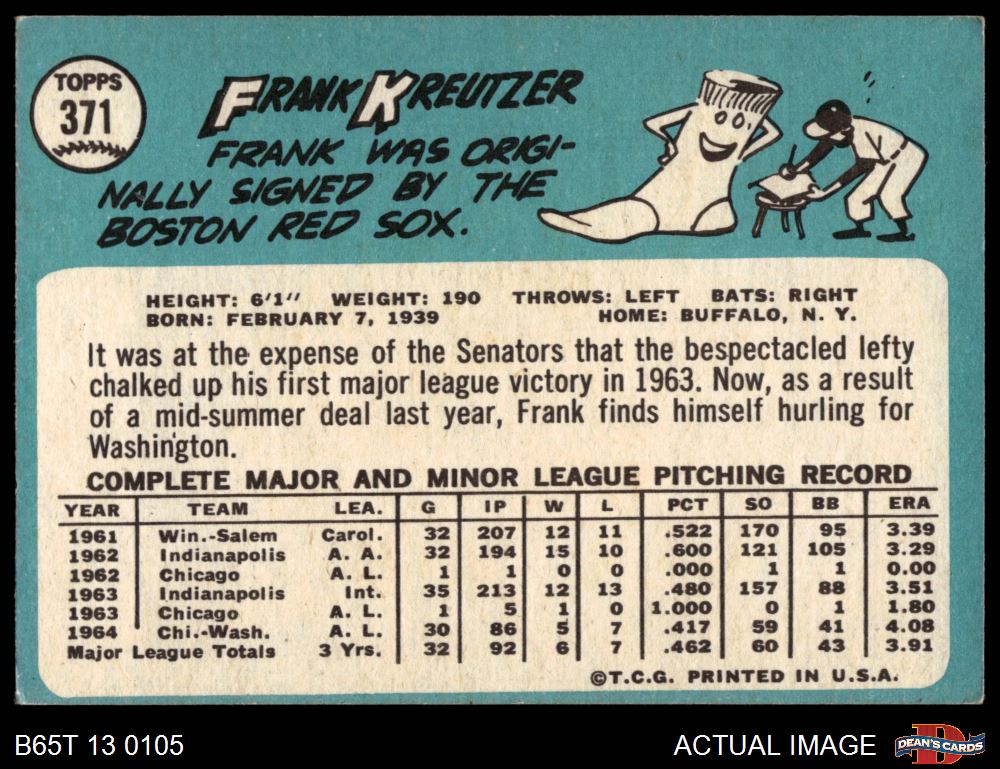 TOPPS
371
FRANK KREUTZER
FRANK WAS ORIGI-
NALLY SIGNED BY THE
BOSTON RED SOX.
HEIGHT: 6'1" WEIGHT: 190 THROWS: LEFT BATS: RIGHT
BORN: FEBRUARY 7, 1939 HOME: BUFFALO, N. Y.
It was at the expense of the Senators that the bespectacled lefty
chalked up his first major league victory in 1963. Now, as a result
of a mid-summer deal last year, Frank finds himself hurling for
Washington.
COMPLETE MAJOR AND MINOR LEAGUE PITCHING RECORD
YEAR TEAM LEA. G IP W L PCT SO BB ERA
1961 Win.-Salem Carol. 32 207 12 11 .522 170 95 3.39
1962 Indianapolis A. A. 32 194 15 10 .600 121 105 3.29
1962 Chicago A. L. 1 1 0 0 .000 1 1 0.00
1963 Indianapolis Int. 35 213 12 13 .480 157 88 3.51
1963 Chicago A. L. 1 5 1 0 1.000 0 1 1.80
1964 Chi.-Wash. A. L. 30 86 5 7 .417 59 41 4.08
Major League Totals 3 Yrs. 32 92 6 7 .462 60 43 3.91
©T.C.G. PRINTED IN U.S.A.
B65T 13 0105 ACTUAL IMAGE
D
DEAN'S CARDS